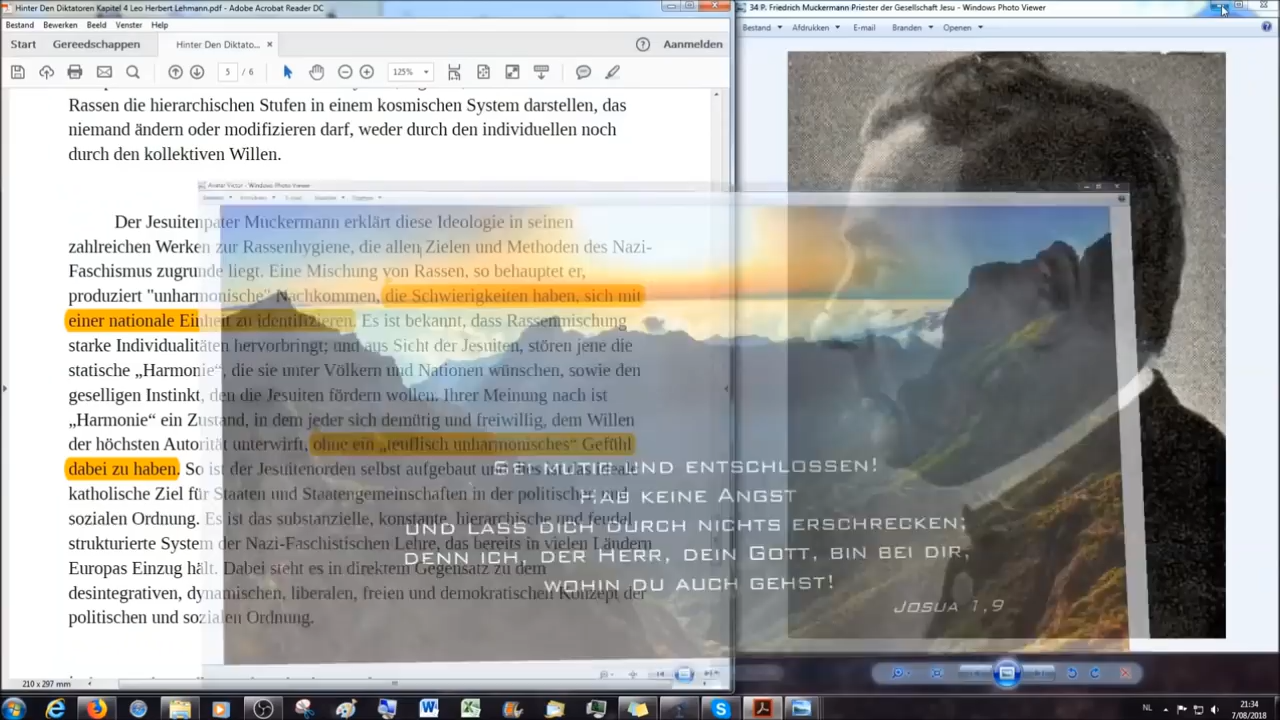 Hinter Den Diktatoren Kapitel 4 Leo Herbert Lehmann.pdf - Adobe Acrobat Reader DC
Bestand Bewerken Beeld Venster Help
Start Gereedschappen Hinter Den Diktato... × Aanmelden
5 / 6 125%
Rassen die hierarchischen Stufen in einem kosmischen System darstellen, das
niemand ändern oder modifizieren darf, weder durch den individuellen noch
durch den kollektiven Willen.
Der Jesuitenpater Muckermann erklärt diese Ideologie in seinen
zahlreichen Werken zur Rassenhygiene, die allen Zielen und Methoden des Nazi-
Faschismus zugrunde liegt. Eine Mischung von Rassen, so behauptet er,
produziert "unharmonische" Nachkommen, die Schwierigkeiten haben, sich mit
einer nationale Einheit zu identifizieren. Es ist bekannt, dass Rassenmischung
starke Individualitäten hervorbringt; und aus Sicht der Jesuiten, stören jene die
statische „Harmonie“, die sie unter Völkern und Nationen wünschen, sowie den
geselligen Instinkt, den die Jesuiten fördern wollen. Ihrer Meinung nach ist
„Harmonie“ ein Zustand, in dem jeder sich demütig und freiwillig, dem Willen
der höchsten Autorität unterwirft, ohne ein „teuflisch unharmonisches“ Gefühl
dabei zu haben. So ist der Jesuitenorden selbst aufgebaut
katholische Ziel für Staaten und Staatengemeinschaften in der politischen und
sozialen Ordnung. Es ist das substanzielle, konstante, hierarchische und feudal
strukturierte System der Nazi-Faschistischen Lehre, das bereits in vielen Ländern
Europas Einzug hält. Dabei steht es in direktem Gegensatz zu dem
desintegrativen, dynamischen, liberalen, freien und demokratischen Konzept der
politischen und sozialen Ordnung.
210 x 297 mm
34 P. Friedrich Muckermann Priester der Gesellschaft Jesu - Windows Photo Viewer
Bestand Afdrukken E-mail Branden Openen
Avatar Victor - Windows Photo Viewer
Sei mutig und entschlossen!
Hab keine Angst
und lass dich durch nichts erschrecken;
denn ich, der Herr, dein Gott, bin bei dir,
wohin du auch gehst!
Josua 1,9
NL 21:34
7/08/2018